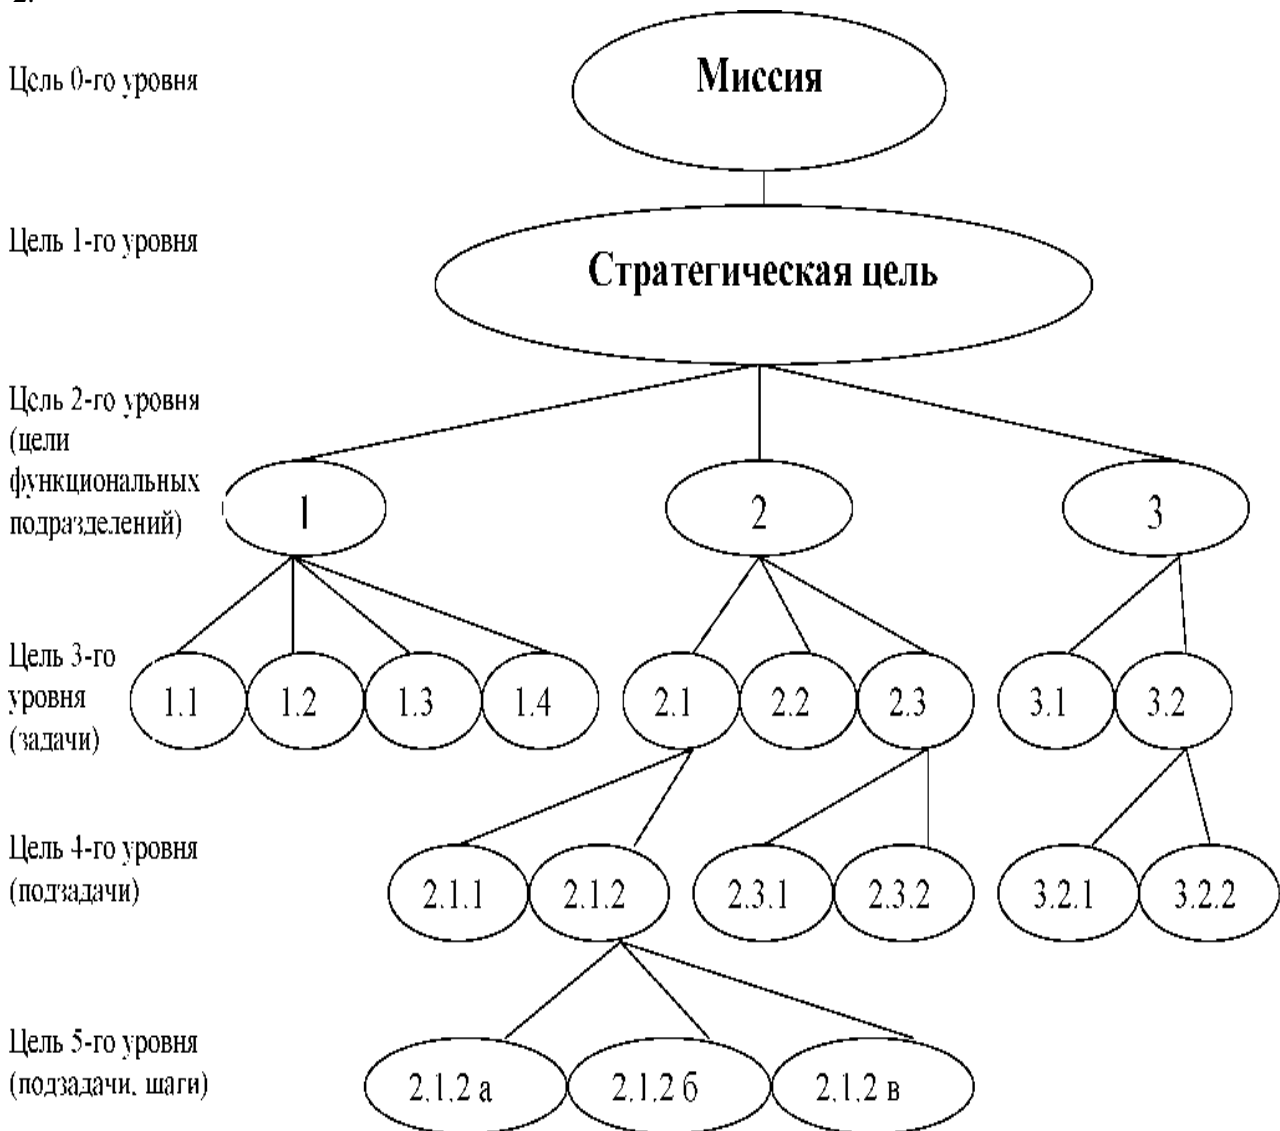 2.
Цель 0-го уровня
Миссия
Цель 1-го уровня
Стратегическая цель
Цель 2-го уровня
(цели
функциональных
подразделений)
1
2
3
Цель 3-го
уровня
(задачи)
1.1
1.2
1.3
1.4
2.1
2.2
2.3
3.1
3.2
Цель 4-го уровня
(подзадачи)
2.1.1
2.1.2
2.3.1
2.3.2
3.2.1
3.2.2
Цель 5-го уровня
(подзадачи, шаги)
2.1.2 а
2.1.2 б
2.1.2 в